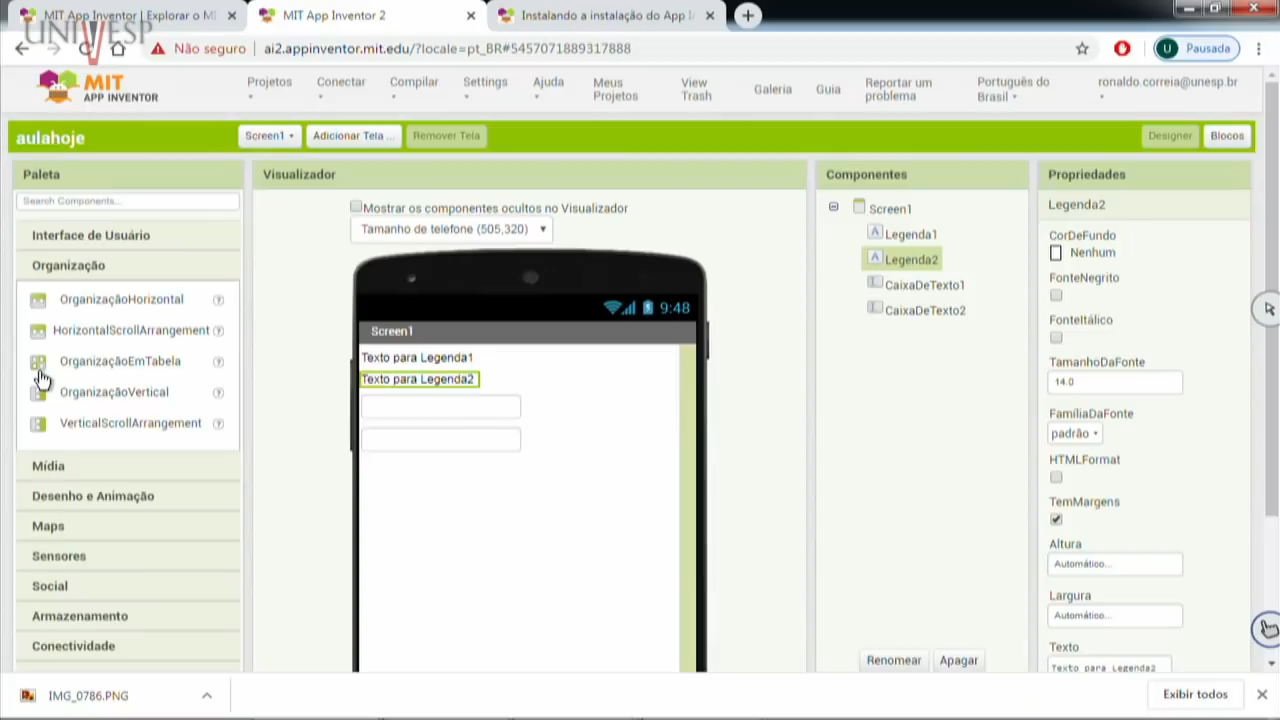 MIT App Inventor | Explorar o MI
MIT App Inventor 2
Instalando a instalação do App I
UNIVESP
Não seguro
ai2.appinventor.mit.edu/?locale=pt_BR#5457071889317888
U
Pausada
MIT
APP INVENTOR
Projetos
Conectar
Compilar
Settings
Ajuda
Meus
Projetos
View
Trash
Galeria
Guia
Reportar um
problema
Português do
Brasil
ronaldo.correia@unesp.br
aulahoje
Screen1
Adicionar Tela ...
Remover Tela
Designer
Blocos
Paleta
Search Components...
Interface de Usuário
Organização
OrganizaçãoHorizontal
HorizontalScrollArrangement
OrganizaçãoEmTabela
OrganizaçãoVertical
VerticalScrollArrangement
Mídia
Desenho e Animação
Maps
Sensores
Social
Armazenamento
Conectividade
Visualizador
Mostrar os componentes ocultos no Visualizador
Tamanho de telefone (505,320)
9:48
Screen1
Texto para Legenda1
Texto para Legenda2
Componentes
Screen1
Legenda1
Legenda2
CaixaDeTexto1
CaixaDeTexto2
Renomear
Apagar
Propriedades
Legenda2
CorDeFundo
Nenhum
FonteNegrito
FonteItálico
TamanhoDaFonte
14.0
FamíliaDaFonte
padrão
HTMLFormat
TemMargens
Altura
Automático...
Largura
Automático...
Texto
Texto para Legenda2
IMG_0786.PNG
Exibir todos